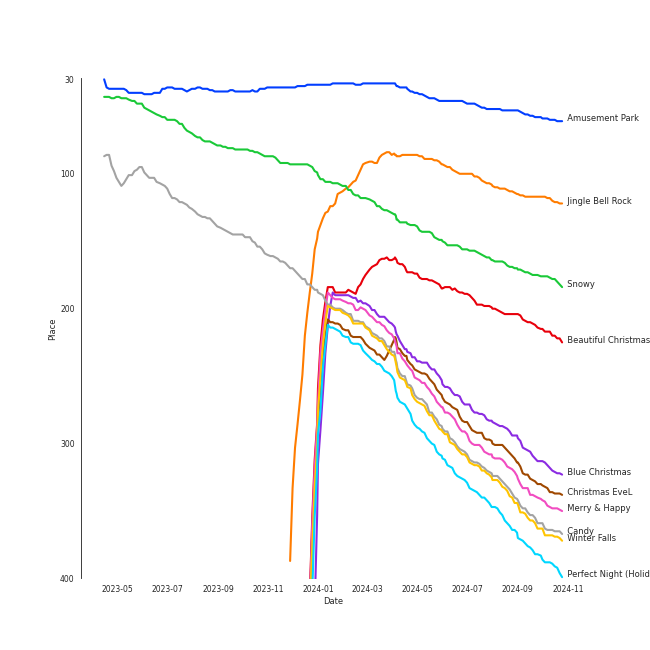 30
Amusement Park
100
Jingle Bell Rock
Snowy
200
Place
Beautiful Christmas
300
Blue Christmas
Christmas EveL
Merry & Happy
Candy
Winter Falls
Perfect Night (Holid
400
2023-05 2023-07 2023-09 2023-11 2024-01 2024-03 2024-05 2024-07 2024-09 2024-11
Date